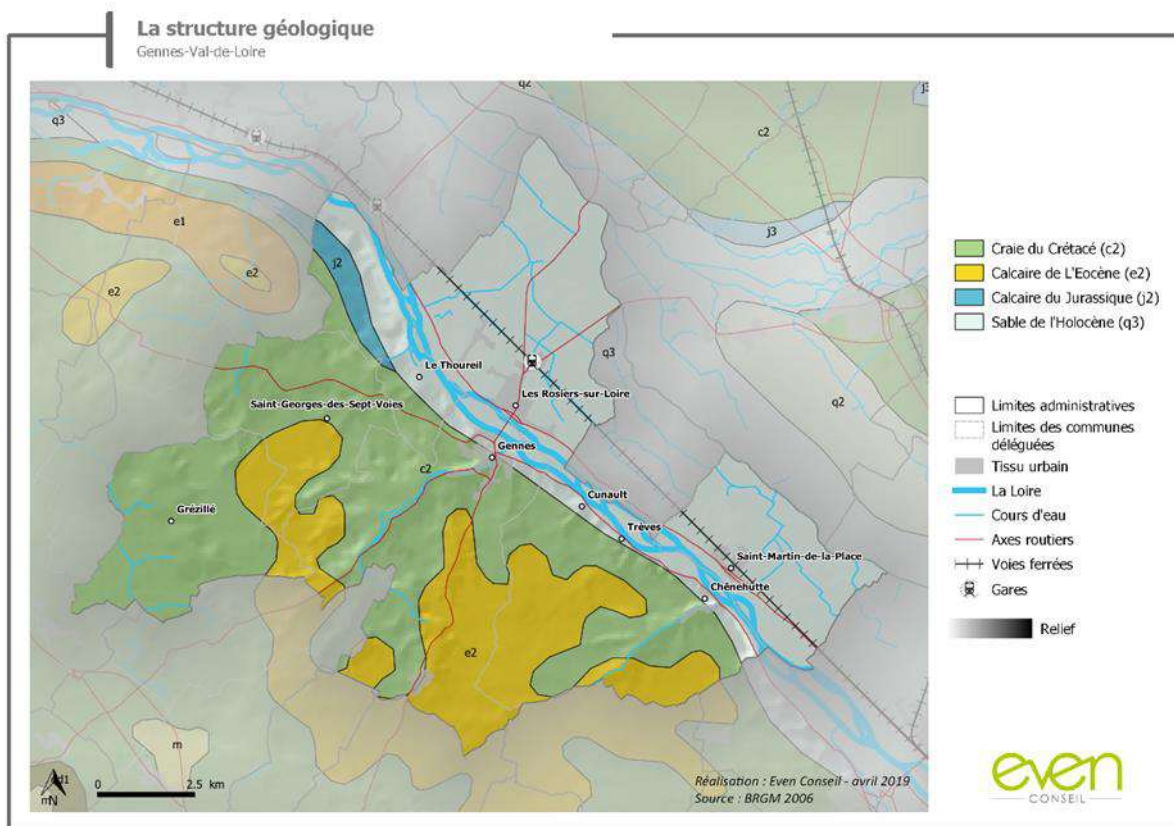 La structure géologique
Gennes-Val-de-Loire
q2
j3
q3
c2
e1
e2
e2
j2
j3
q3
q2
Le Thoureil
Les Rosiers-sur-Loire
Saint-Georges-des-Sept-Voies
Gennes
c2
Grézillé
Cunault
Trèves
Saint-Martin-de-la-Place
Chênehutte
e2
m
0 2.5 km
Réalisation : Even Conseil - avril 2019
Source : BRGM 2006
Craie du Crétacé (c2)
Calcaire de L'Eocène (e2)
Calcaire du Jurassique (j2)
Sable de l'Holocène (q3)
Limites administratives
Limites des communes
déléguées
Tissu urbain
La Loire
Cours d'eau
Axes routiers
Voies ferrées
Gares
Relief
even
CONSEIL